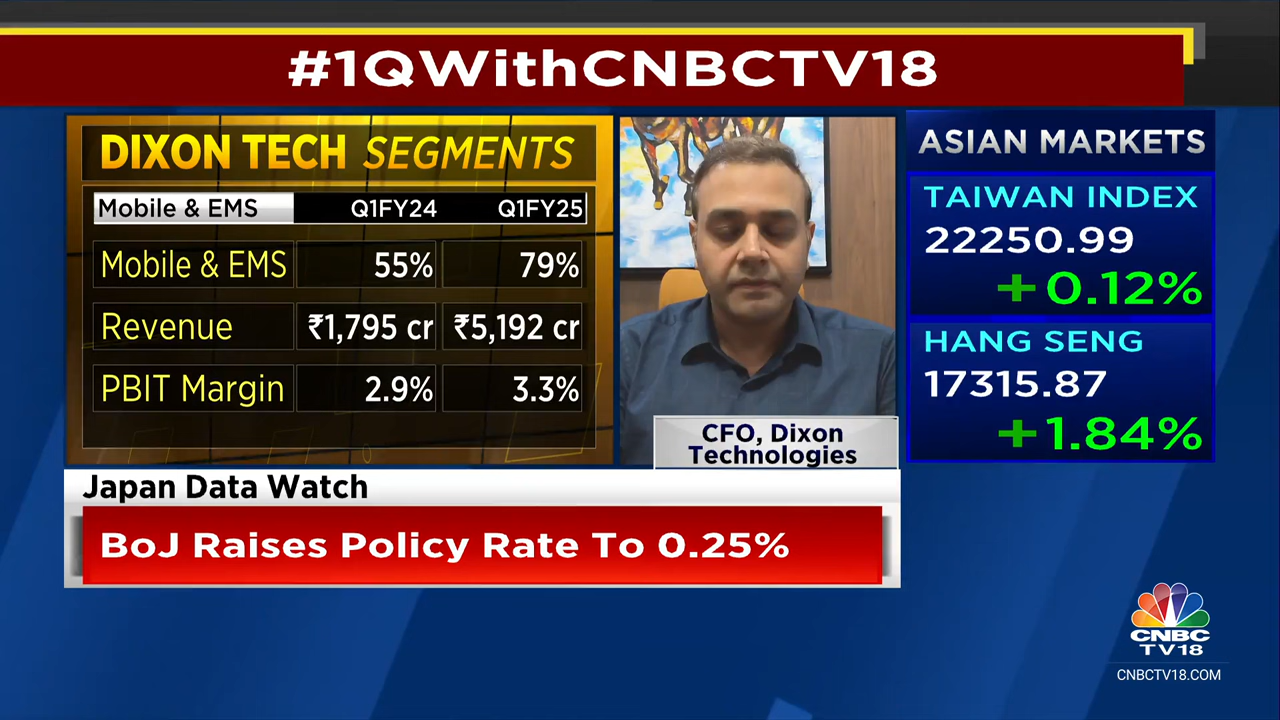 #1QWithCNBCTV18
DIXON TECH SEGMENTS
Mobile & EMS Q1FY24 Q1FY25
Mobile & EMS 55% 79%
Revenue ₹1,795 cr ₹5,192 cr
PBIT Margin 2.9% 3.3%
CFO, Dixon
Technologies
ASIAN MARKETS
TAIWAN INDEX
22250.99
+0.12%
HANG SENG
17315.87
+1.84%
Japan Data Watch
BoJ Raises Policy Rate To 0.25%
CNBC
TV18
CNBCTV18.COM